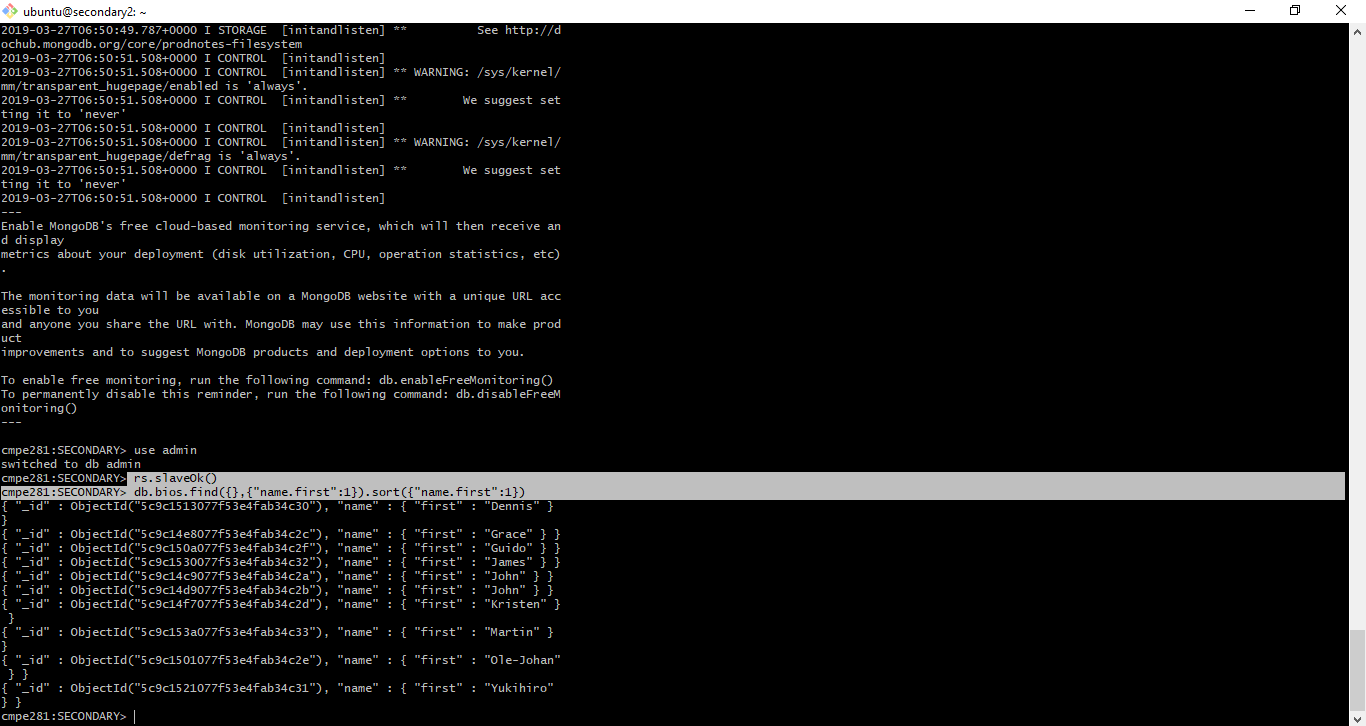 ubuntu@secondary2: ~
2019-03-27T06:50:49.787+0000 I STORAGE  [initandlisten] **          See http://d
ochub.mongodb.org/core/prodnotes-filesystem
2019-03-27T06:50:51.508+0000 I CONTROL  [initandlisten]
2019-03-27T06:50:51.508+0000 I CONTROL  [initandlisten] ** WARNING: /sys/kernel/
mm/transparent_hugepage/enabled is 'always'.
2019-03-27T06:50:51.508+0000 I CONTROL  [initandlisten] **        We suggest set
ting it to 'never'
2019-03-27T06:50:51.508+0000 I CONTROL  [initandlisten]
2019-03-27T06:50:51.508+0000 I CONTROL  [initandlisten] ** WARNING: /sys/kernel/
mm/transparent_hugepage/defrag is 'always'.
2019-03-27T06:50:51.508+0000 I CONTROL  [initandlisten] **        We suggest set
ting it to 'never'
2019-03-27T06:50:51.508+0000 I CONTROL  [initandlisten]
---
Enable MongoDB's free cloud-based monitoring service, which will then receive an
d display
metrics about your deployment (disk utilization, CPU, operation statistics, etc)
.
The monitoring data will be available on a MongoDB website with a unique URL acc
essible to you
and anyone you share the URL with. MongoDB may use this information to make prod
uct
improvements and to suggest MongoDB products and deployment options to you.
To enable free monitoring, run the following command: db.enableFreeMonitoring()
To permanently disable this reminder, run the following command: db.disableFreeM
onitoring()
---
cmpe281:SECONDARY> use admin
switched to db admin
cmpe281:SECONDARY> rs.slaveOk()
cmpe281:SECONDARY> db.bios.find({},{"name.first":1}).sort({"name.first":1})
{ "_id" : ObjectId("5c9c1513077f53e4fab34c30"), "name" : { "first" : "Dennis" }
}
{ "_id" : ObjectId("5c9c14e8077f53e4fab34c2c"), "name" : { "first" : "Grace" } }
{ "_id" : ObjectId("5c9c150a077f53e4fab34c2f"), "name" : { "first" : "Guido" } }
{ "_id" : ObjectId("5c9c1530077f53e4fab34c32"), "name" : { "first" : "James" } }
{ "_id" : ObjectId("5c9c14c9077f53e4fab34c2a"), "name" : { "first" : "John" } }
{ "_id" : ObjectId("5c9c14d9077f53e4fab34c2b"), "name" : { "first" : "John" } }
{ "_id" : ObjectId("5c9c14f7077f53e4fab34c2d"), "name" : { "first" : "Kristen" }
}
{ "_id" : ObjectId("5c9c153a077f53e4fab34c33"), "name" : { "first" : "Martin" }
}
{ "_id" : ObjectId("5c9c1501077f53e4fab34c2e"), "name" : { "first" : "Ole-Johan"
} }
{ "_id" : ObjectId("5c9c1521077f53e4fab34c31"), "name" : { "first" : "Yukihiro"
} }
cmpe281:SECONDARY>